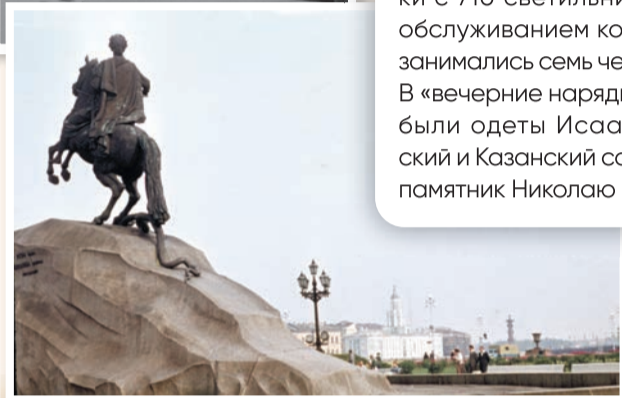 обслуживанием ко
занимались семь че
В «вечерние наряд
были одеты Исаа
ский и Казанский со
памятник Николаю